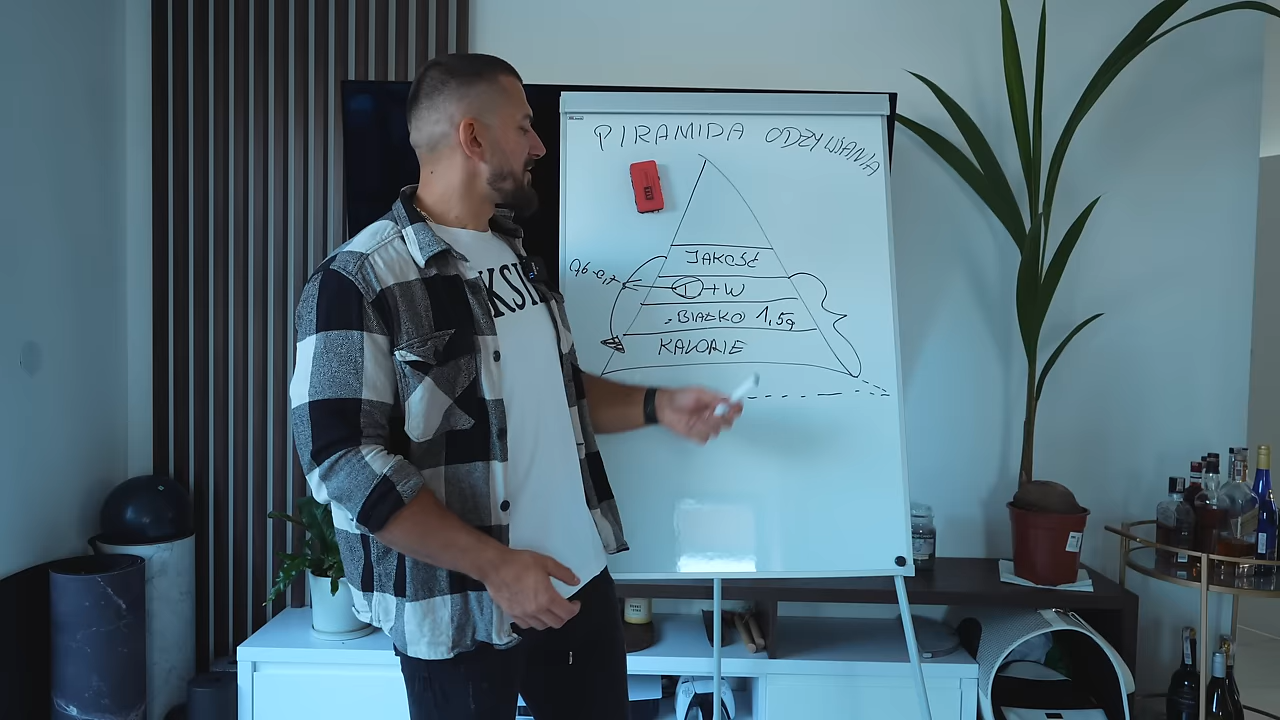 PIRAMIDA ODŻYWIANIA
JAKOŚĆ
0,6-0,7
T+W
BIAŁKO 1,5g
KALORIE
KSI